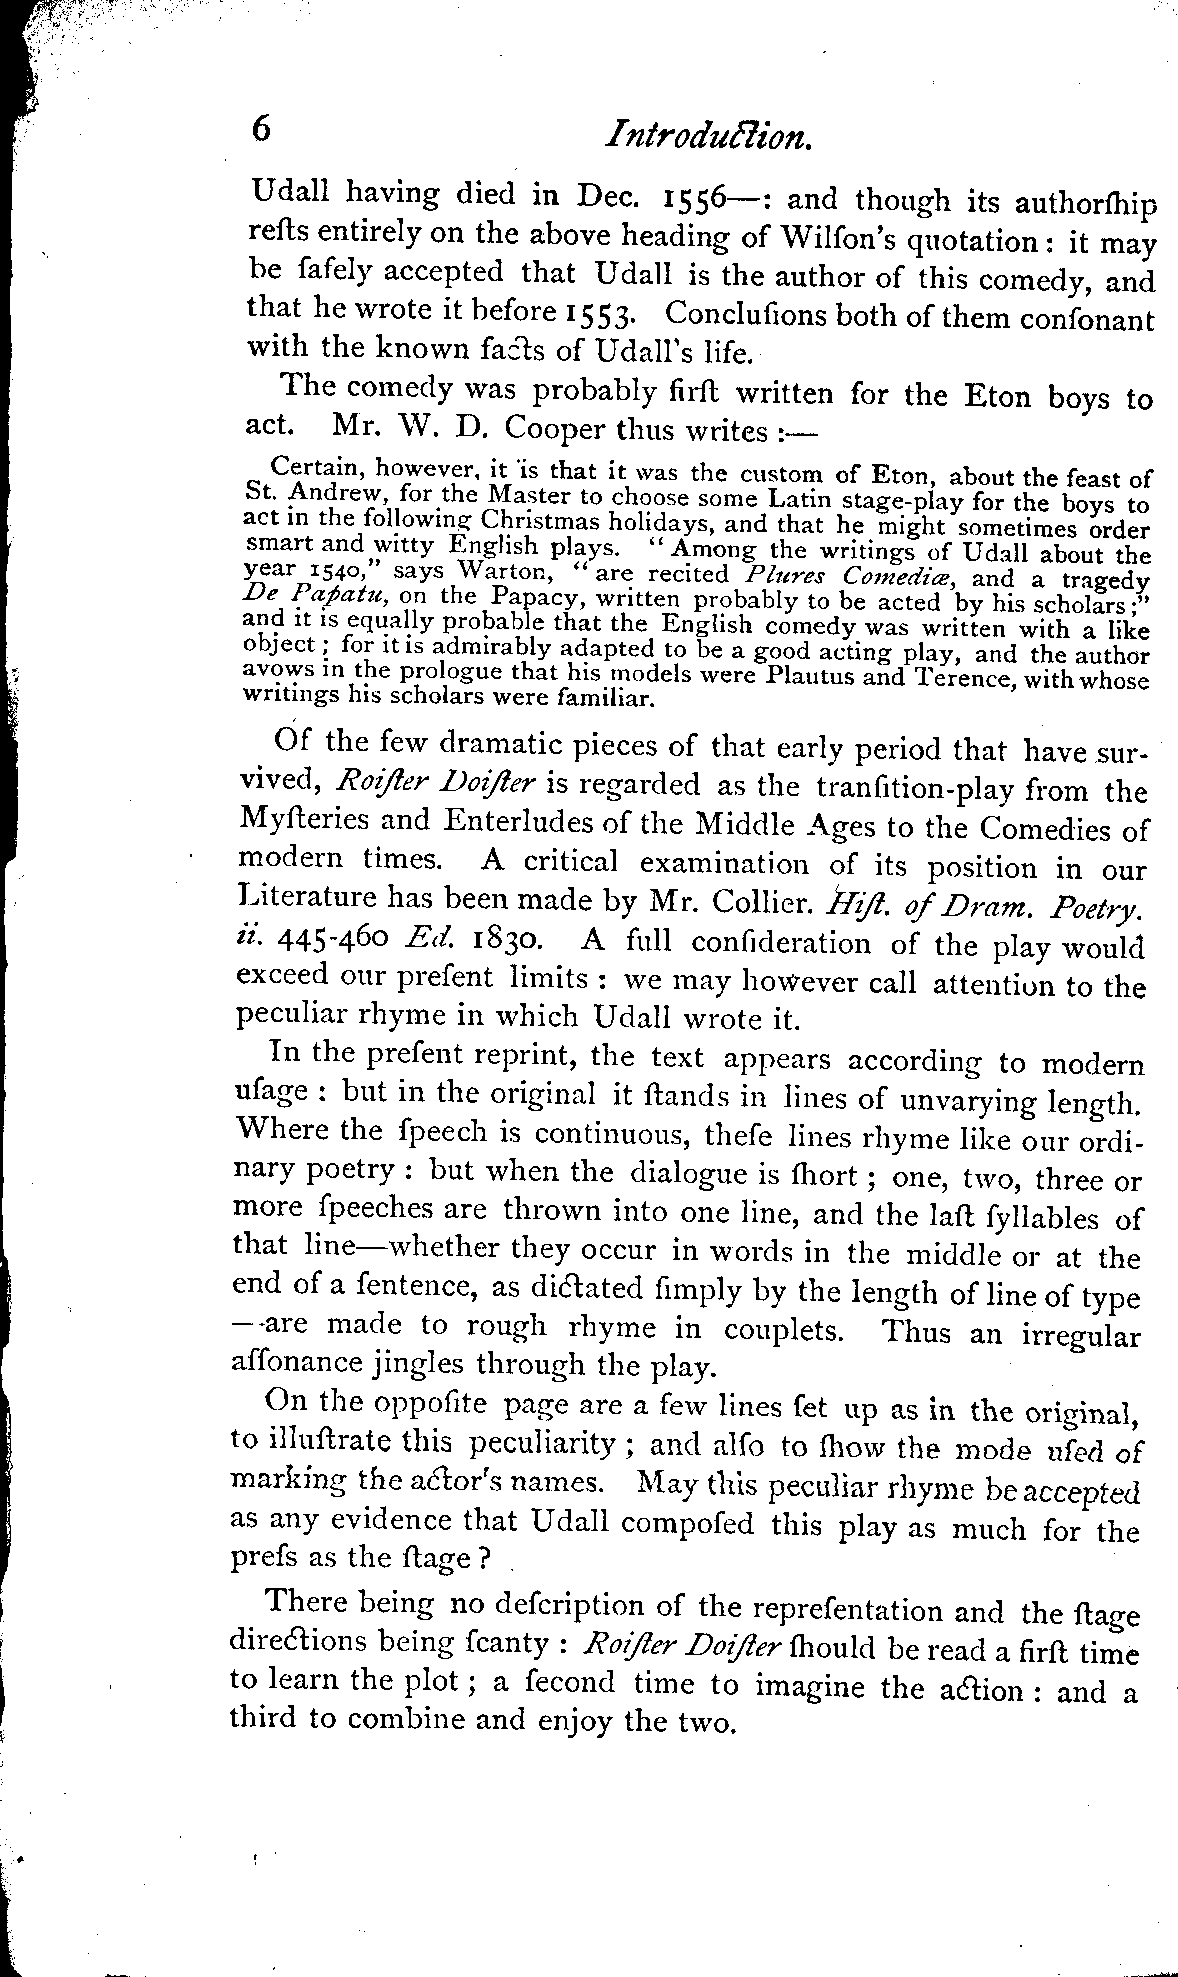 6 Introduction.
Udall having died in Dec. 1556—: and though its authorſhip
reſts entirely on the above heading of Wilſon's quotation: it may
be ſafely accepted that Udall is the author of this comedy, and
that he wrote it before 1553. Concluſions both of them conſonant
with the known facts of Udall's life.
The comedy was probably firſt written for the Eton boys to
act. Mr. W. D. Cooper thus writes :—
Certain, however, it is that it was the custom of Eton, about the feast of
St. Andrew, for the Master to choose some Latin stage-play for the boys to
act in the following Christmas holidays, and that he might sometimes order
smart and witty English plays. "Among the writings of Udall about the
year 1540," says Warton, "are recited Plures Comediæ, and a tragedy
De Papatu, on the Papacy, written probably to be acted by his scholars;"
and it is equally probable that the English comedy was written with a like
object; for it is admirably adapted to be a good acting play, and the author
avows in the prologue that his models were Plautus and Terence, with whose
writings his scholars were familiar.
Of the few dramatic pieces of that early period that have sur-
vived, Roiſter Doiſter is regarded as the tranſition-play from the
Myſteries and Enterludes of the Middle Ages to the Comedies of
modern times. A critical examination of its position in our
Literature has been made by Mr. Collier. Hiſt. of Dram. Poetry.
ii. 445-460 Ed. 1830. A full conſideration of the play would
exceed our preſent limits : we may however call attention to the
peculiar rhyme in which Udall wrote it.
In the preſent reprint, the text appears according to modern
uſage : but in the original it ſtands in lines of unvarying length.
Where the ſpeech is continuous, theſe lines rhyme like our ordi-
nary poetry : but when the dialogue is ſhort ; one, two, three or
more ſpeeches are thrown into one line, and the laſt ſyllables of
that line—whether they occur in words in the middle or at the
end of a ſentence, as dictated ſimply by the length of line of type
—are made to rough rhyme in couplets. Thus an irregular
aſſonance jingles through the play.
On the oppoſite page are a few lines ſet up as in the original,
to illuſtrate this peculiarity ; and alſo to ſhow the mode uſed of
marking the actor's names. May this peculiar rhyme be accepted
as any evidence that Udall compoſed this play as much for the
preſs as the ſtage ?
There being no deſcription of the repreſentation and the ſtage
directions being ſcanty : Roiſter Doiſter ſhould be read a firſt time
to learn the plot ; a ſecond time to imagine the action : and a
third to combine and enjoy the two.